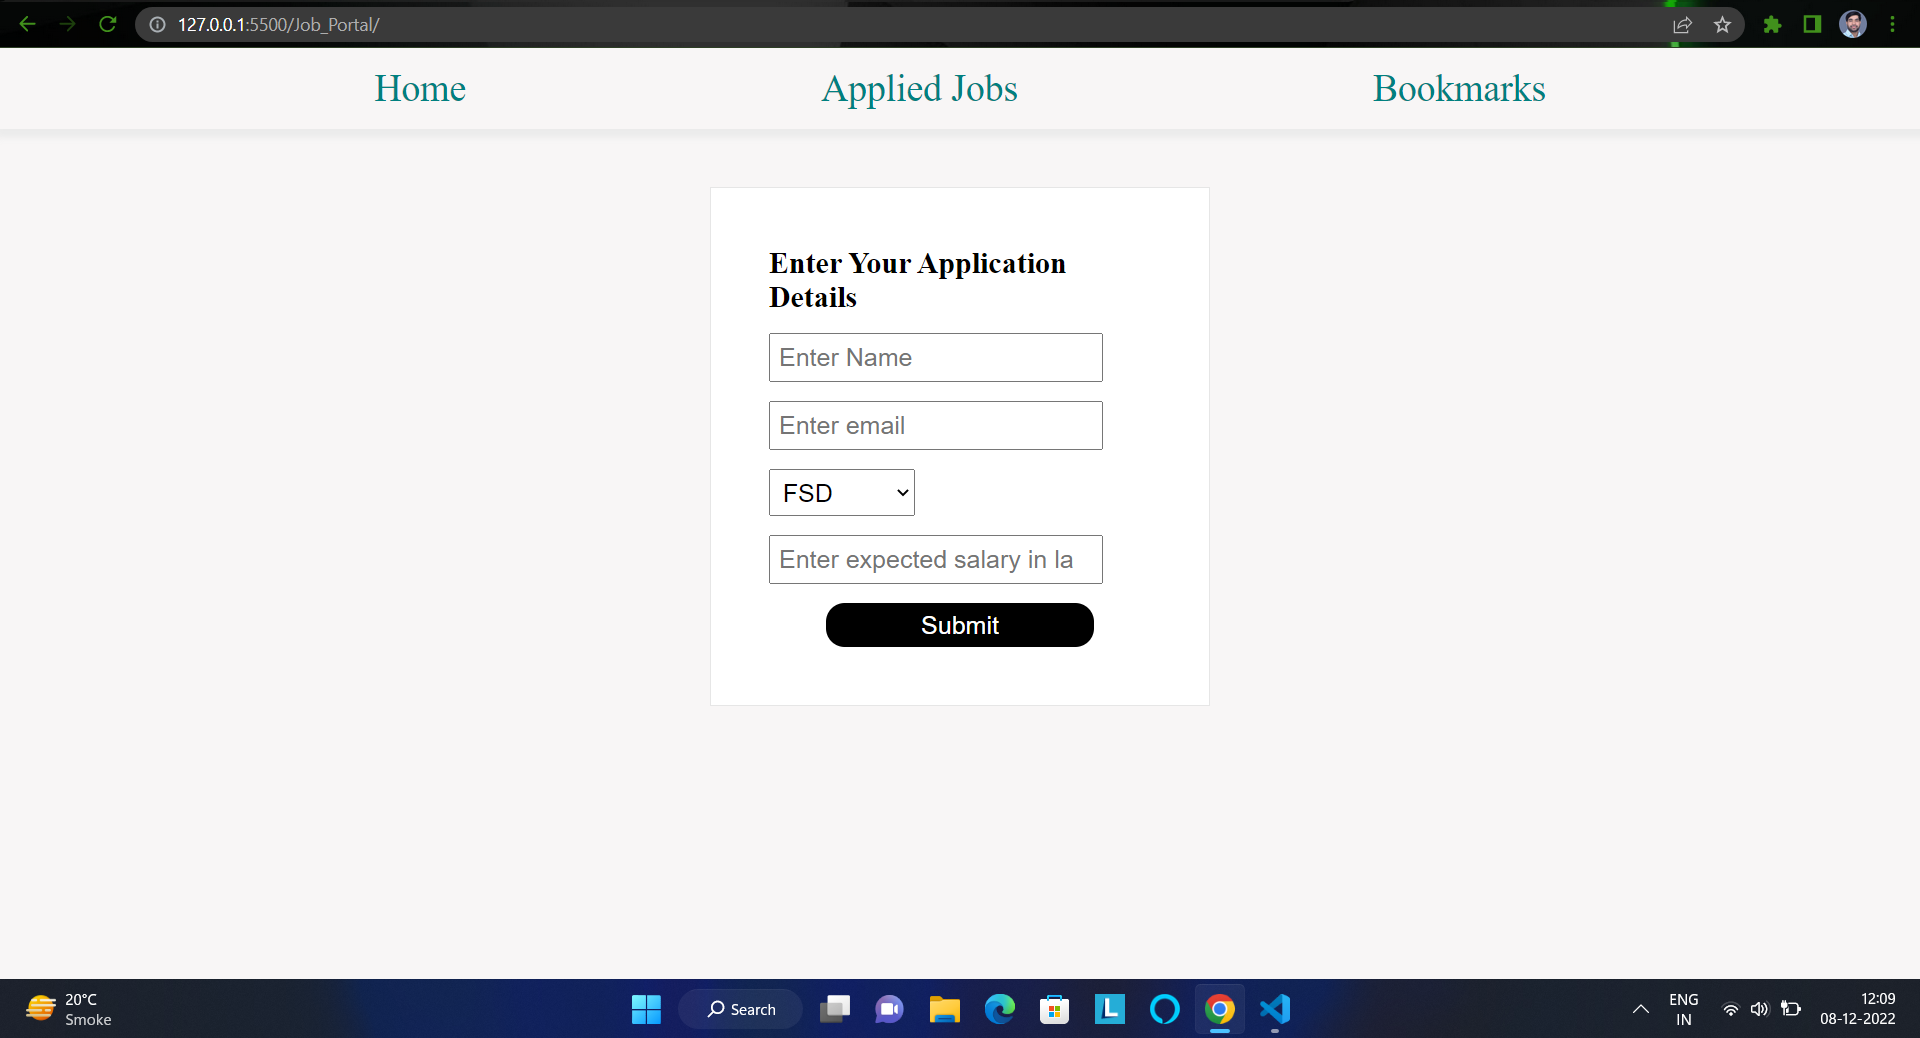 127.0.0.1:5500/Job_Portal/
Home Applied Jobs Bookmarks
Enter Your Application
Details
Enter Name
Enter email
FSD
Enter expected salary in la
Submit
20°C
Smoke
Search
L
ENG
IN
12:09
08-12-2022